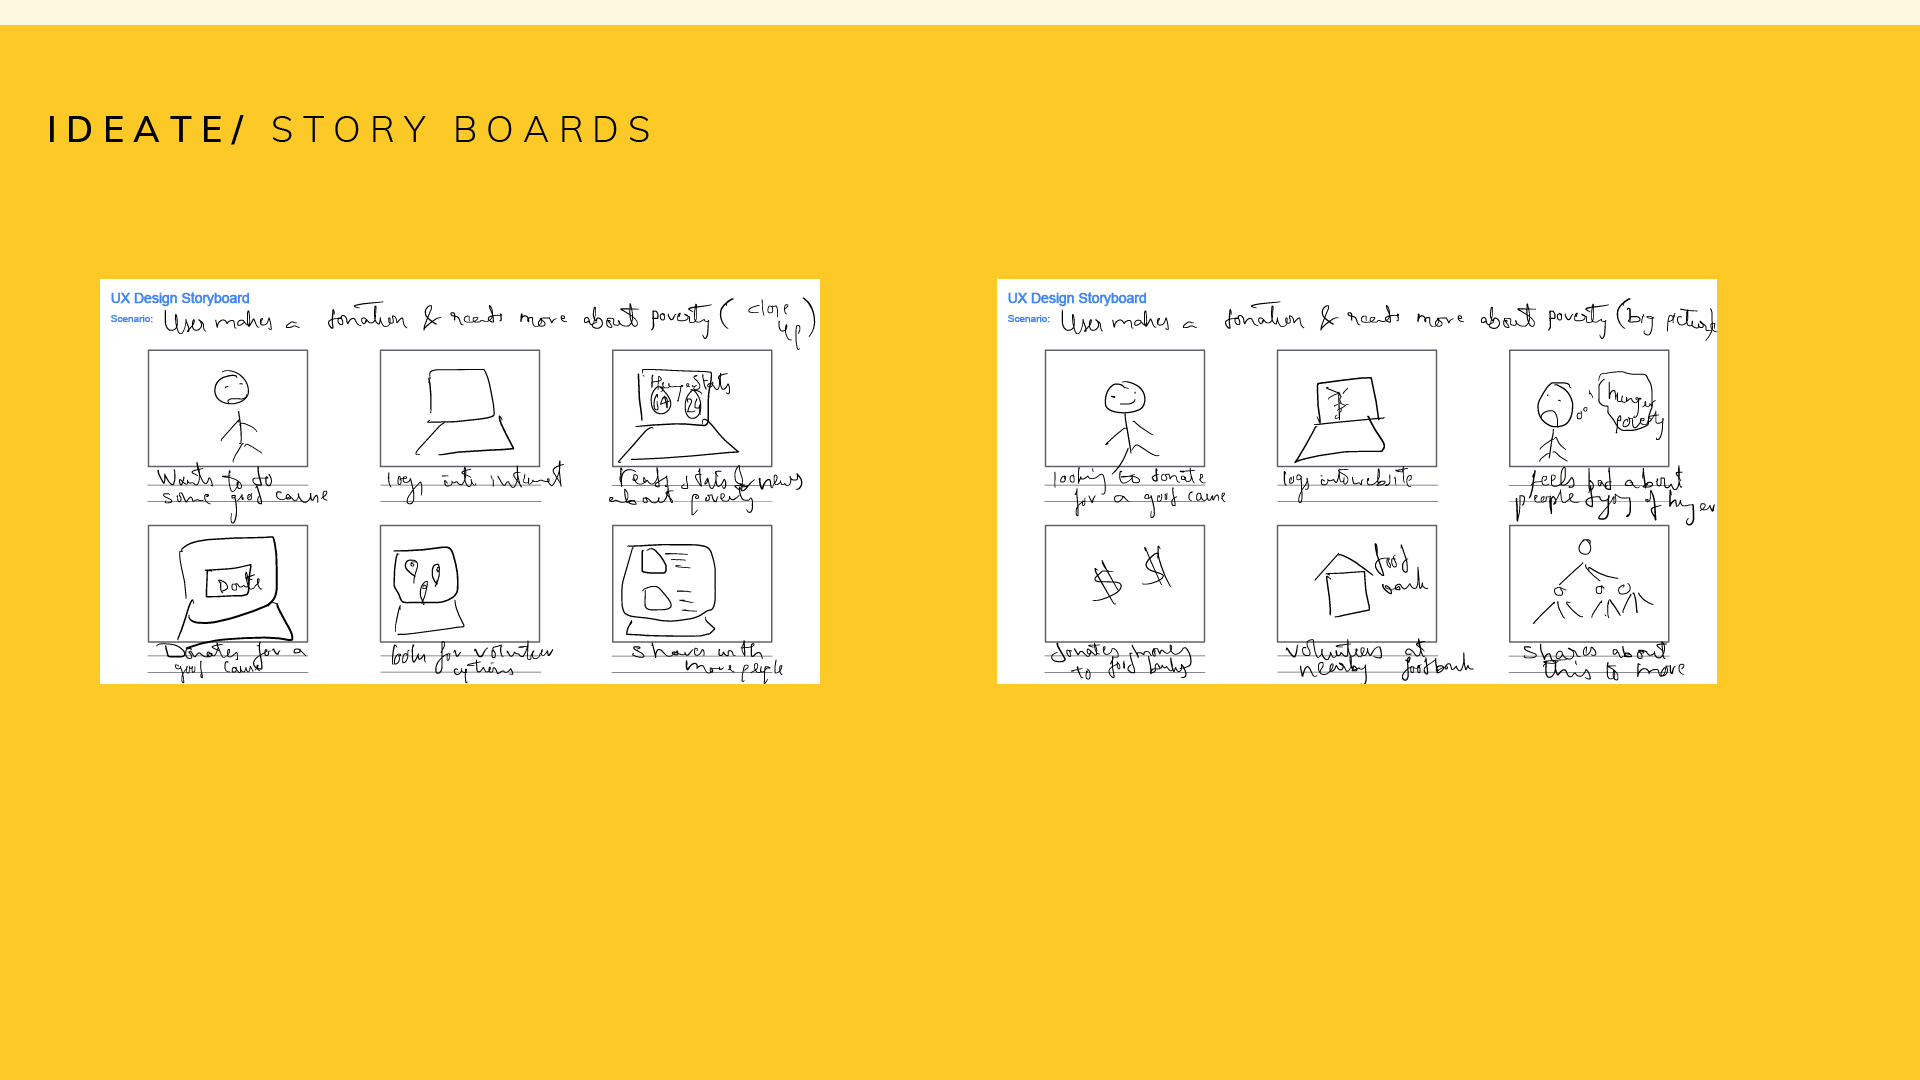 IDEATE/ STORY BOARDS
UX Design Storyboard
Scenario: User makes a donation & reads more about poverty (close up)
Hunger Stats
64 24
Wants to do
some good cause
logs into internet
reads stats & news
about poverty
Donate
Donates for a
good cause
looks for volunteer
options
shares with
more people
UX Design Storyboard
Scenario: User makes a donation & reads more about poverty (big picture)
hunger
poverty
looking to donate
for a good cause
logs into website
feels bad about
people dying of hunger
$ $
food
bank
donates money
to food banks
volunteers at
nearby foodbank
shares about
this to more